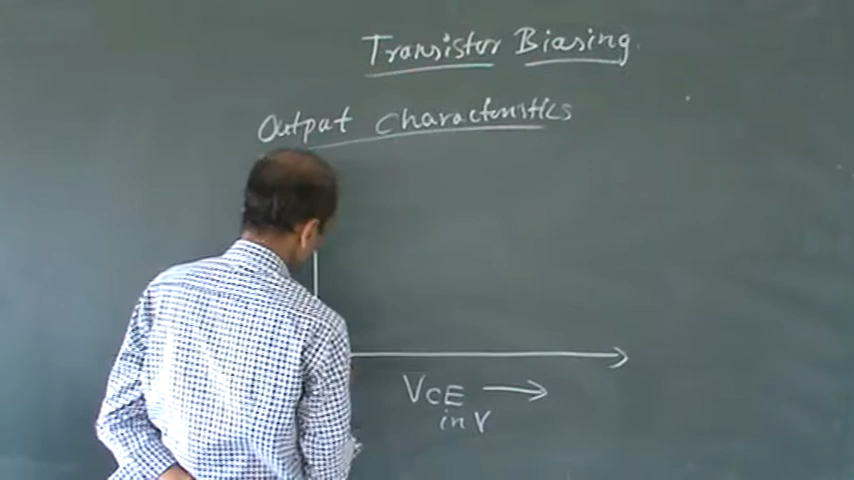 Transistor Biasing
Output Characteristics
VCE →
in V